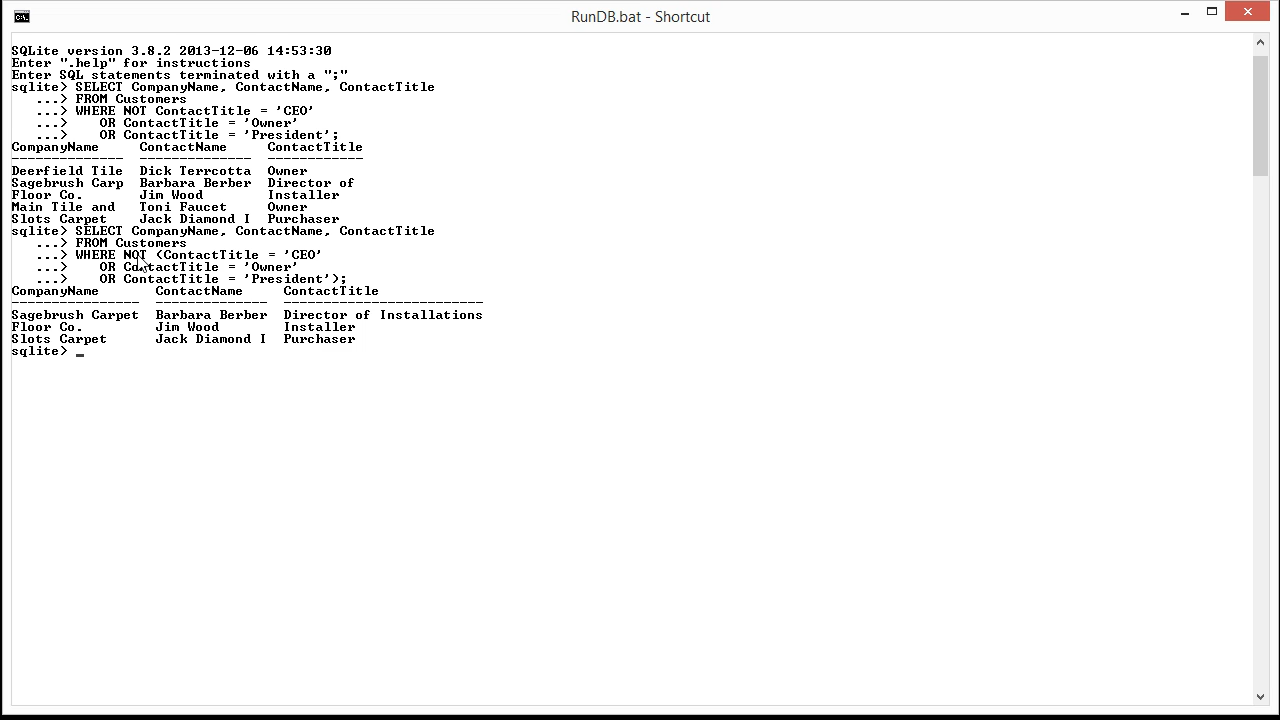 RunDB.bat - Shortcut
SQLite version 3.8.2 2013-12-06 14:53:30
Enter ".help" for instructions
Enter SQL statements terminated with a ";"
sqlite> SELECT CompanyName, ContactName, ContactTitle
   ...> FROM Customers
   ...> WHERE NOT ContactTitle = 'CEO'
   ...>    OR ContactTitle = 'Owner'
   ...>    OR ContactTitle = 'President';
CompanyName     ContactName     ContactTitle
--------------  --------------  ------------
Deerfield Tile  Dick Terrcotta  Owner
Sagebrush Carp  Barbara Berber  Director of
Floor Co.       Jim Wood        Installer
Main Tile and   Toni Faucet     Owner
Slots Carpet    Jack Diamond I  Purchaser
sqlite> SELECT CompanyName, ContactName, ContactTitle
   ...> FROM Customers
   ...> WHERE NOT (ContactTitle = 'CEO'
   ...>    OR ContactTitle = 'Owner'
   ...>    OR ContactTitle = 'President');
CompanyName       ContactName     ContactTitle
----------------  --------------  -------------------------
Sagebrush Carpet  Barbara Berber  Director of Installations
Floor Co.         Jim Wood        Installer
Slots Carpet      Jack Diamond I  Purchaser
sqlite> _